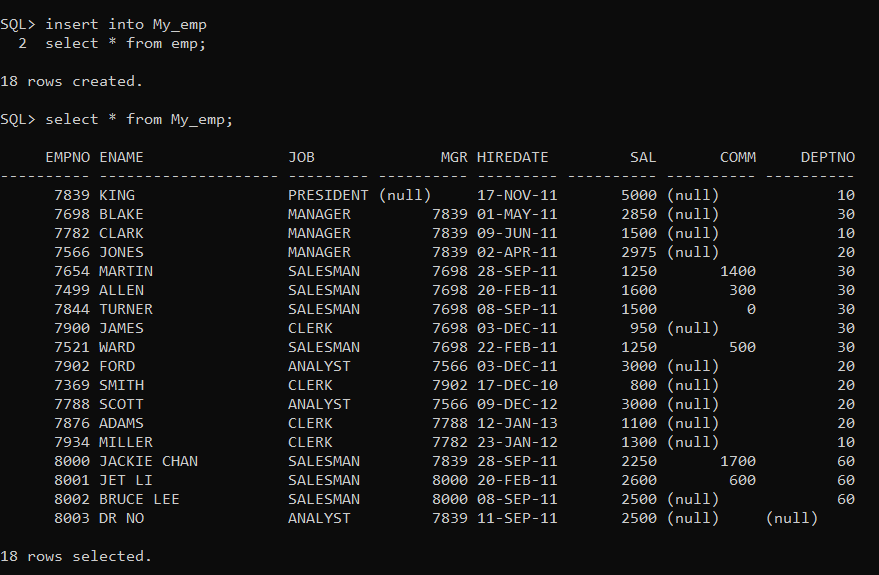 SQL> insert into My_emp
  2  select * from emp;
18 rows created.
SQL> select * from My_emp;
     EMPNO ENAME                JOB              MGR HIREDATE         SAL       COMM     DEPTNO
---------- -------------------- --------- ---------- --------- ---------- ---------- ----------
      7839 KING                 PRESIDENT (null)     17-NOV-11       5000 (null)             10
      7698 BLAKE                MANAGER         7839 01-MAY-11       2850 (null)             30
      7782 CLARK                MANAGER         7839 09-JUN-11       1500 (null)             10
      7566 JONES                MANAGER         7839 02-APR-11       2975 (null)             20
      7654 MARTIN               SALESMAN        7698 28-SEP-11       1250       1400         30
      7499 ALLEN                SALESMAN        7698 20-FEB-11       1600        300         30
      7844 TURNER               SALESMAN        7698 08-SEP-11       1500          0         30
      7900 JAMES                CLERK           7698 03-DEC-11        950 (null)             30
      7521 WARD                 SALESMAN        7698 22-FEB-11       1250        500         30
      7902 FORD                 ANALYST         7566 03-DEC-11       3000 (null)             20
      7369 SMITH                CLERK           7902 17-DEC-10        800 (null)             20
      7788 SCOTT                ANALYST         7566 09-DEC-12       3000 (null)             20
      7876 ADAMS                CLERK           7788 12-JAN-13       1100 (null)             20
      7934 MILLER               CLERK           7782 23-JAN-12       1300 (null)             10
      8000 JACKIE CHAN          SALESMAN        7839 28-SEP-11       2250       1700         60
      8001 JET LI               SALESMAN        8000 20-FEB-11       2600        600         60
      8002 BRUCE LEE            SALESMAN        8000 08-SEP-11       2500 (null)             60
      8003 DR NO                ANALYST         7839 11-SEP-11       2500 (null)     (null)
18 rows selected.